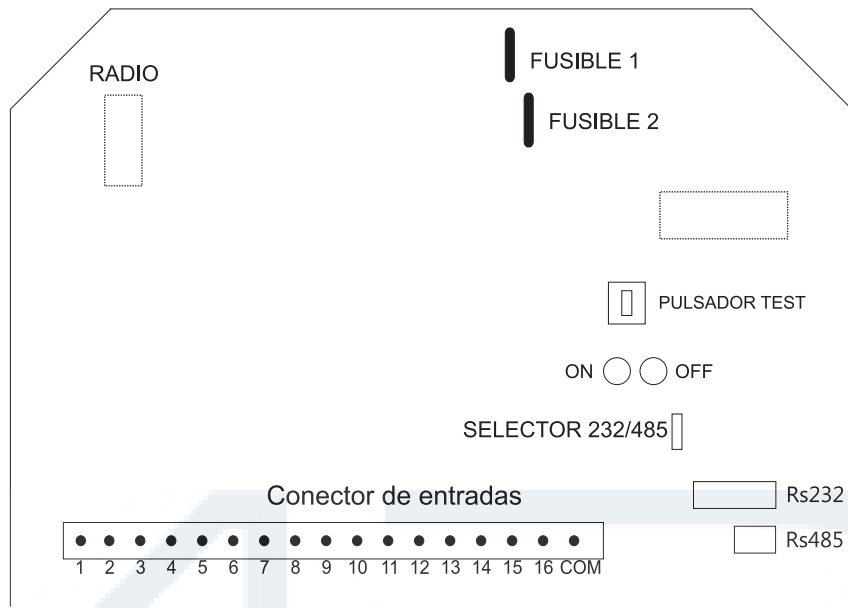 FUSIBLE 1
RADIO
FUSIBLE 2
PULSADOR TEST
ON OFF
SELECTOR 232/485
Conector de entradas
Rs232
Rs485
1 2 3 4 5 6 7 8 9 10 11 12 13 14 15 16 COM